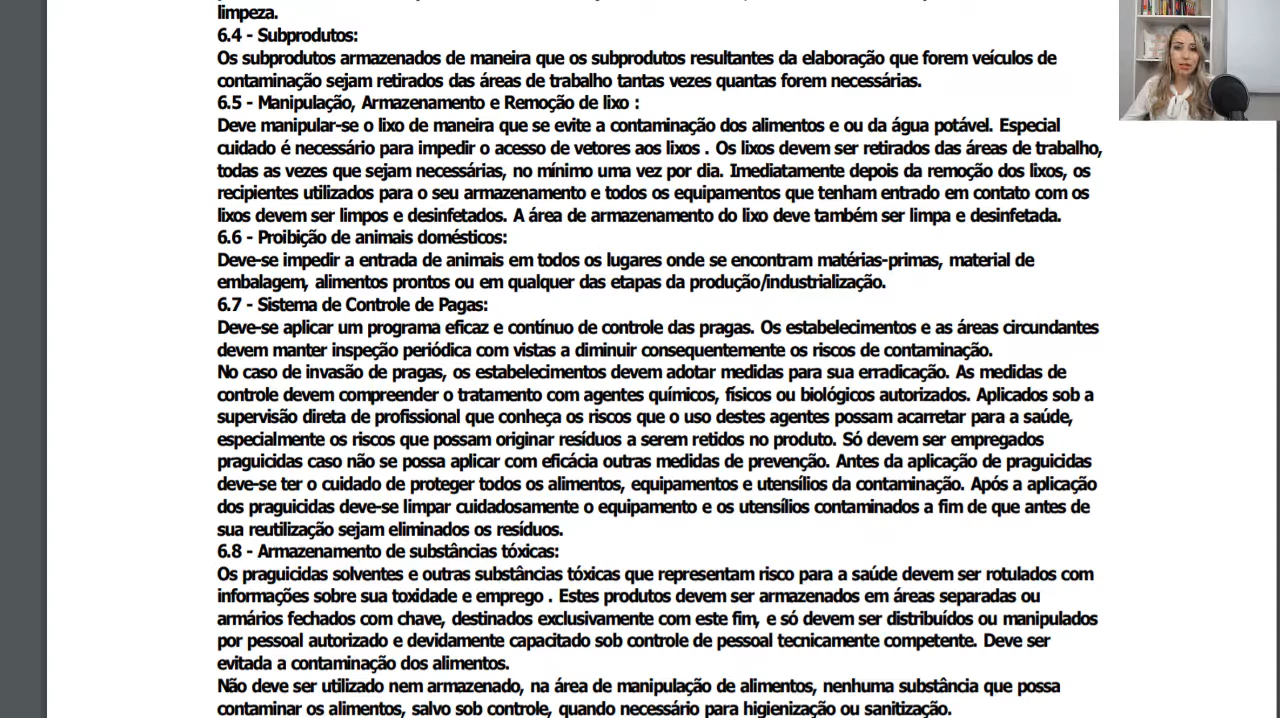 limpeza.
6.4 - Subprodutos:
Os subprodutos armazenados de maneira que os subprodutos resultantes da elaboração que forem veículos de
contaminação sejam retirados das áreas de trabalho tantas vezes quantas forem necessárias.
6.5 - Manipulação, Armazenamento e Remoção de lixo :
Deve manipular-se o lixo de maneira que se evite a contaminação dos alimentos e ou da água potável. Especial
cuidado é necessário para impedir o acesso de vetores aos lixos . Os lixos devem ser retirados das áreas de trabalho,
todas as vezes que sejam necessárias, no mínimo uma vez por dia. Imediatamente depois da remoção dos lixos, os
recipientes utilizados para o seu armazenamento e todos os equipamentos que tenham entrado em contato com os
lixos devem ser limpos e desinfetados. A área de armazenamento do lixo deve também ser limpa e desinfetada.
6.6 - Proibição de animais domésticos:
Deve-se impedir a entrada de animais em todos os lugares onde se encontram matérias-primas, material de
embalagem, alimentos prontos ou em qualquer das etapas da produção/industrialização.
6.7 - Sistema de Controle de Pagas:
Deve-se aplicar um programa eficaz e contínuo de controle das pragas. Os estabelecimentos e as áreas circundantes
devem manter inspeção periódica com vistas a diminuir consequentemente os riscos de contaminação.
No caso de invasão de pragas, os estabelecimentos devem adotar medidas para sua erradicação. As medidas de
controle devem compreender o tratamento com agentes químicos, físicos ou biológicos autorizados. Aplicados sob a
supervisão direta de profissional que conheça os riscos que o uso destes agentes possam acarretar para a saúde,
especialmente os riscos que possam originar resíduos a serem retidos no produto. Só devem ser empregados
praguicidas caso não se possa aplicar com eficácia outras medidas de prevenção. Antes da aplicação de praguicidas
deve-se ter o cuidado de proteger todos os alimentos, equipamentos e utensílios da contaminação. Após a aplicação
dos praguicidas deve-se limpar cuidadosamente o equipamento e os utensílios contaminados a fim de que antes de
sua reutilização sejam eliminados os resíduos.
6.8 - Armazenamento de substâncias tóxicas:
Os praguicidas solventes e outras substâncias tóxicas que representam risco para a saúde devem ser rotulados com
informações sobre sua toxidade e emprego . Estes produtos devem ser armazenados em áreas separadas ou
armários fechados com chave, destinados exclusivamente com este fim, e só devem ser distribuídos ou manipulados
por pessoal autorizado e devidamente capacitado sob controle de pessoal tecnicamente competente. Deve ser
evitada a contaminação dos alimentos.
Não deve ser utilizado nem armazenado, na área de manipulação de alimentos, nenhuma substância que possa
contaminar os alimentos, salvo sob controle, quando necessário para higienização ou sanitização.